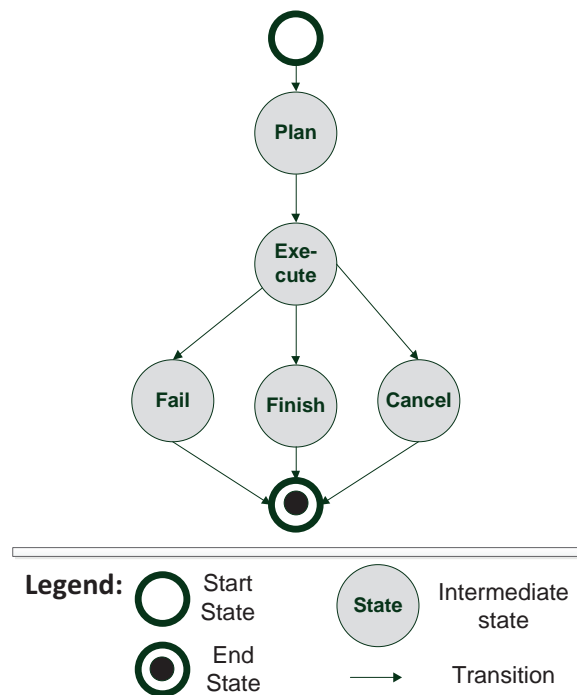 Plan
Exe-
cute
Fail
Finish
Cancel
Legend:
Start
State
State
Intermediate
state
End
State
Transition